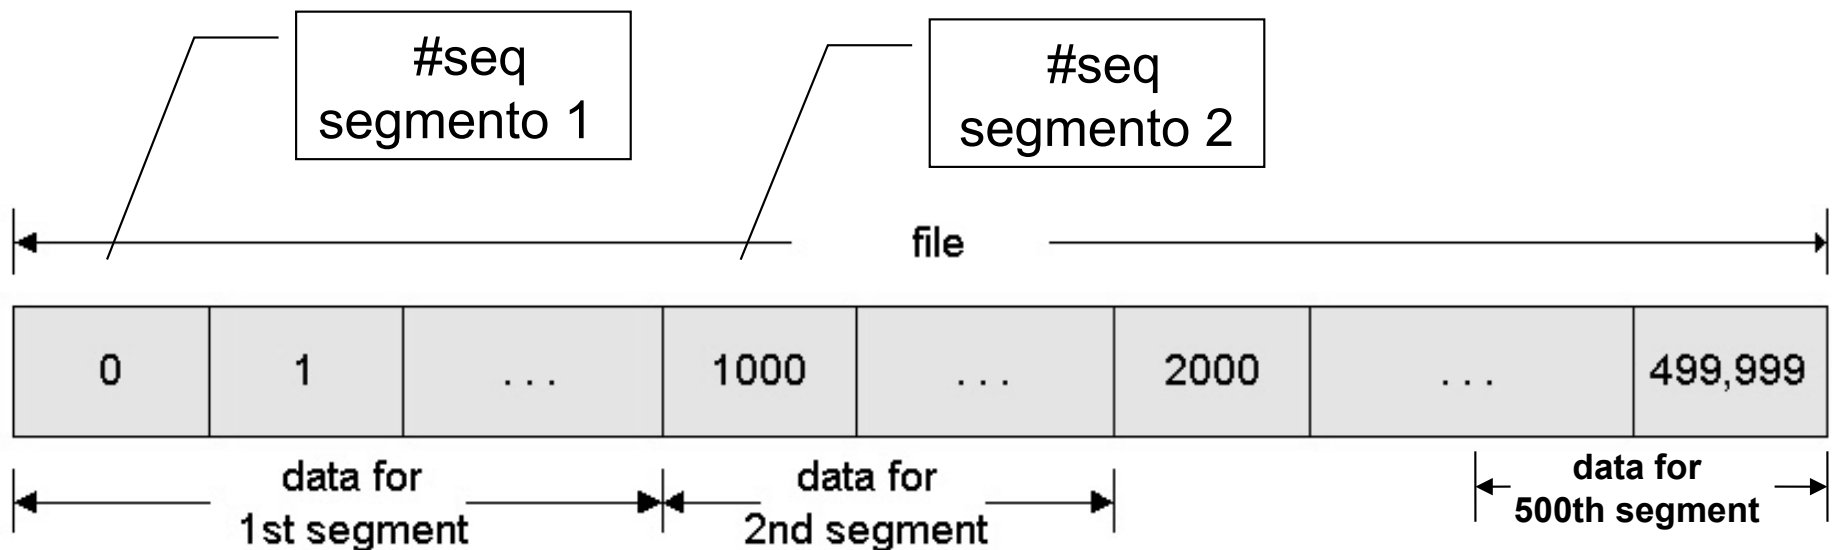 #seq
segmento 1
#seq
segmento 2
file
0 1 ... 1000 ... 2000 ... 499,999
data for
1st segment
data for
2nd segment
data for
500th segment